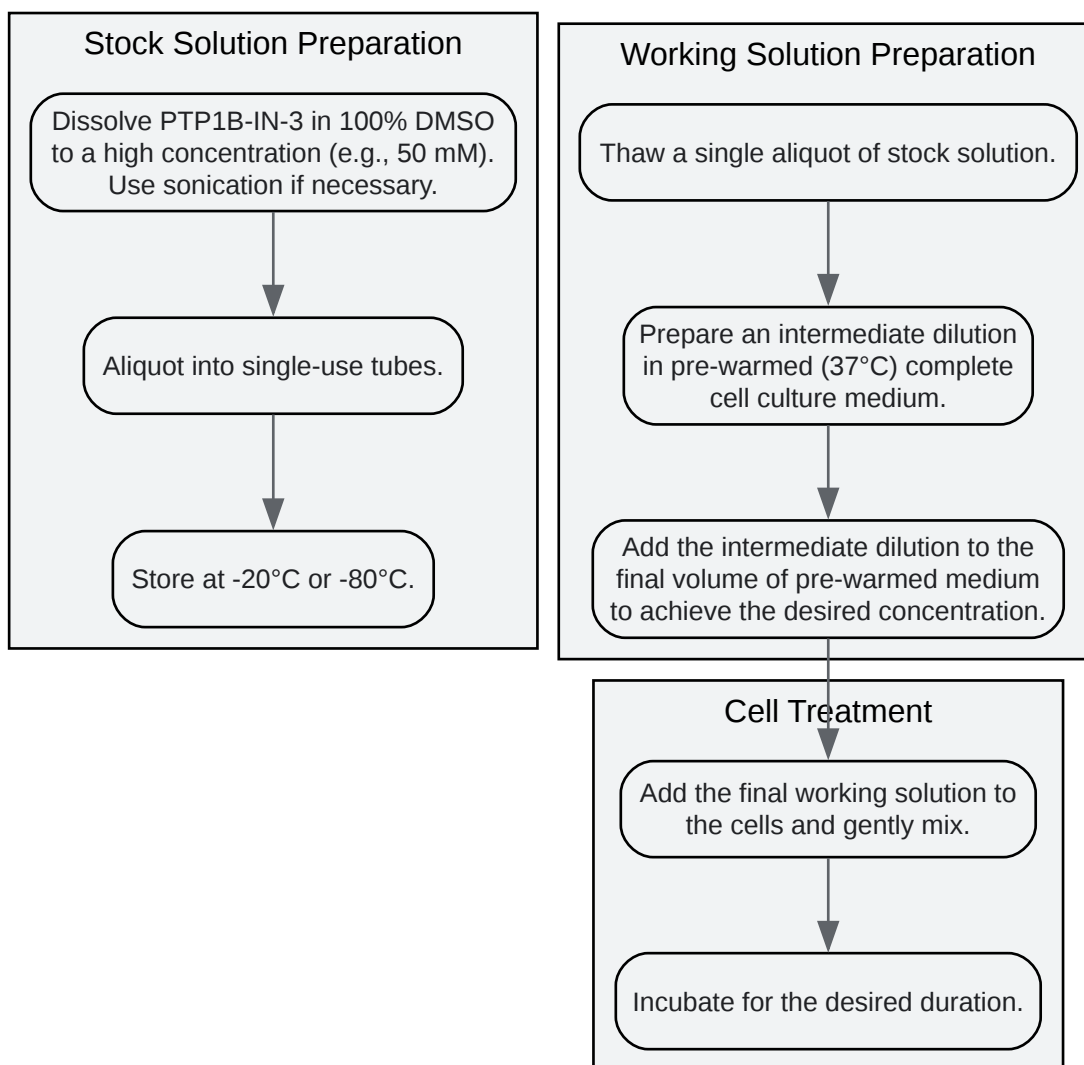 Stock Solution Preparation
Dissolve PTP1B-IN-3 in 100% DMSO
to a high concentration (e.g., 50 mM).
Use sonication if necessary.
Aliquot into single-use tubes.
Store at -20°C or -80°C.
Working Solution Preparation
Thaw a single aliquot of stock solution.
Prepare an intermediate dilution
in pre-warmed (37°C) complete
cell culture medium.
Add the intermediate dilution to the
final volume of pre-warmed medium
to achieve the desired concentration.
Cell Treatment
Add the final working solution to
the cells and gently mix.
Incubate for the desired duration.